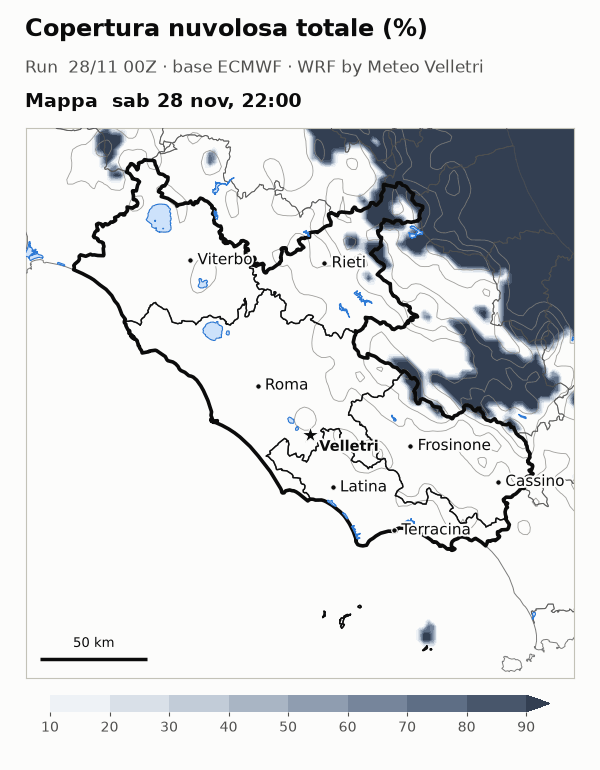 Copertura nuvolosa totale (%)
Run  28/11 00Z · base ECMWF · WRF by Meteo Velletri
Mappa  sab 28 nov, 22:00
Viterbo
Rieti
Roma
Velletri
Frosinone
Latina
Cassino
Terracina
50 km
10 20 30 40 50 60 70 80 90